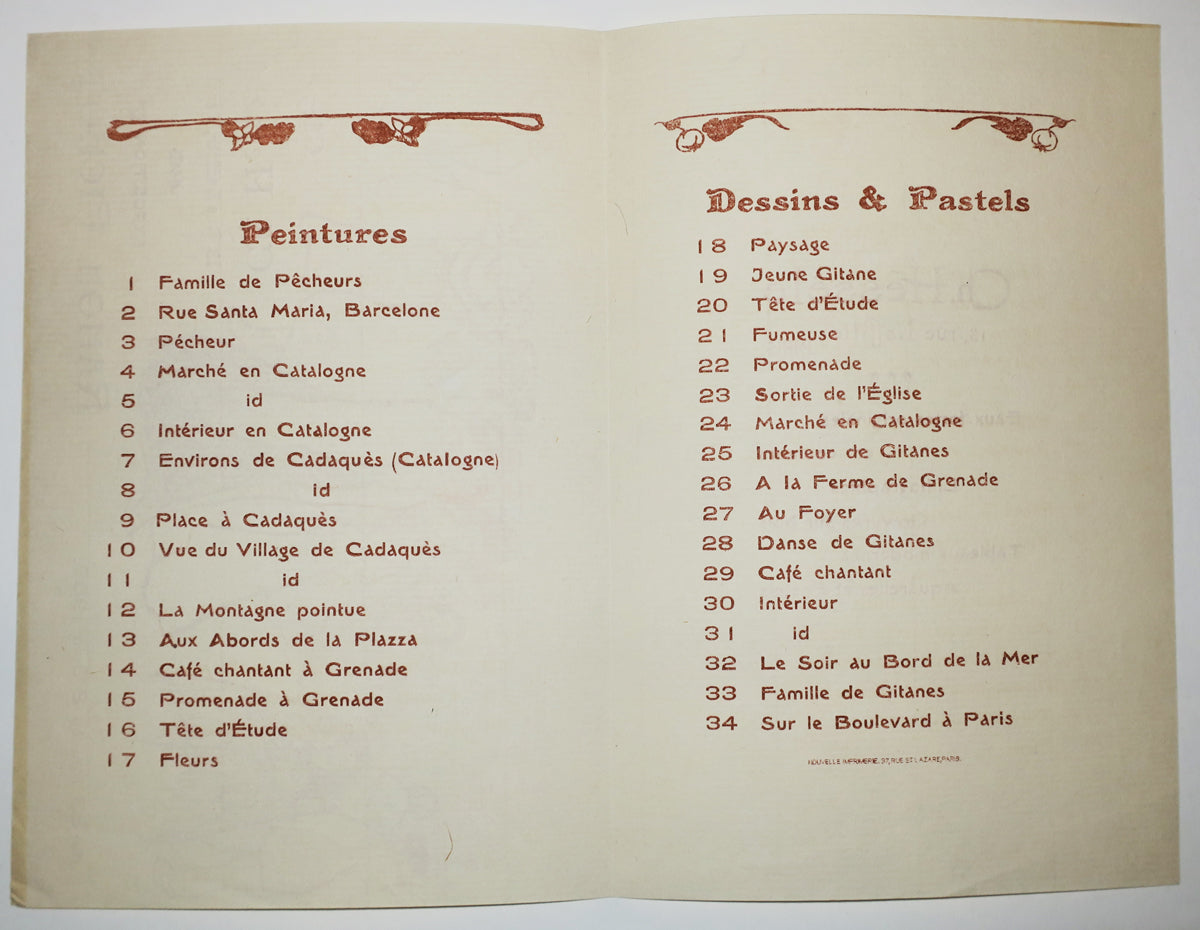 Peintures
1 Famille de Pêcheurs
2 Rue Santa Maria, Barcelone
3 Pécheur
4 Marché en Catalogne
5 id
6 Intérieur en Catalogne
7 Environs de Cadaquès (Catalogne)
8 id
9 Place à Cadaquès
10 Vue du Village de Cadaquès
11 id
12 La Montagne pointue
13 Aux Abords de la Plazza
14 Café chantant à Grenade
15 Promenade à Grenade
16 Tête d'Étude
17 Fleurs
Dessins & Pastels
18 Paysage
19 Jeune Gitane
20 Tête d'Étude
21 Fumeuse
22 Promenade
23 Sortie de l'Église
24 Marché en Catalogne
25 Intérieur de Gitanes
26 A la Ferme de Grenade
27 Au Foyer
28 Danse de Gitanes
29 Café chantant
30 Intérieur
31 id
32 Le Soir au Bord de la Mer
33 Famille de Gitanes
34 Sur le Boulevard à Paris
NOUVELLE IMPRIMERIE, 37, RUE ST LAZARE, PARIS.